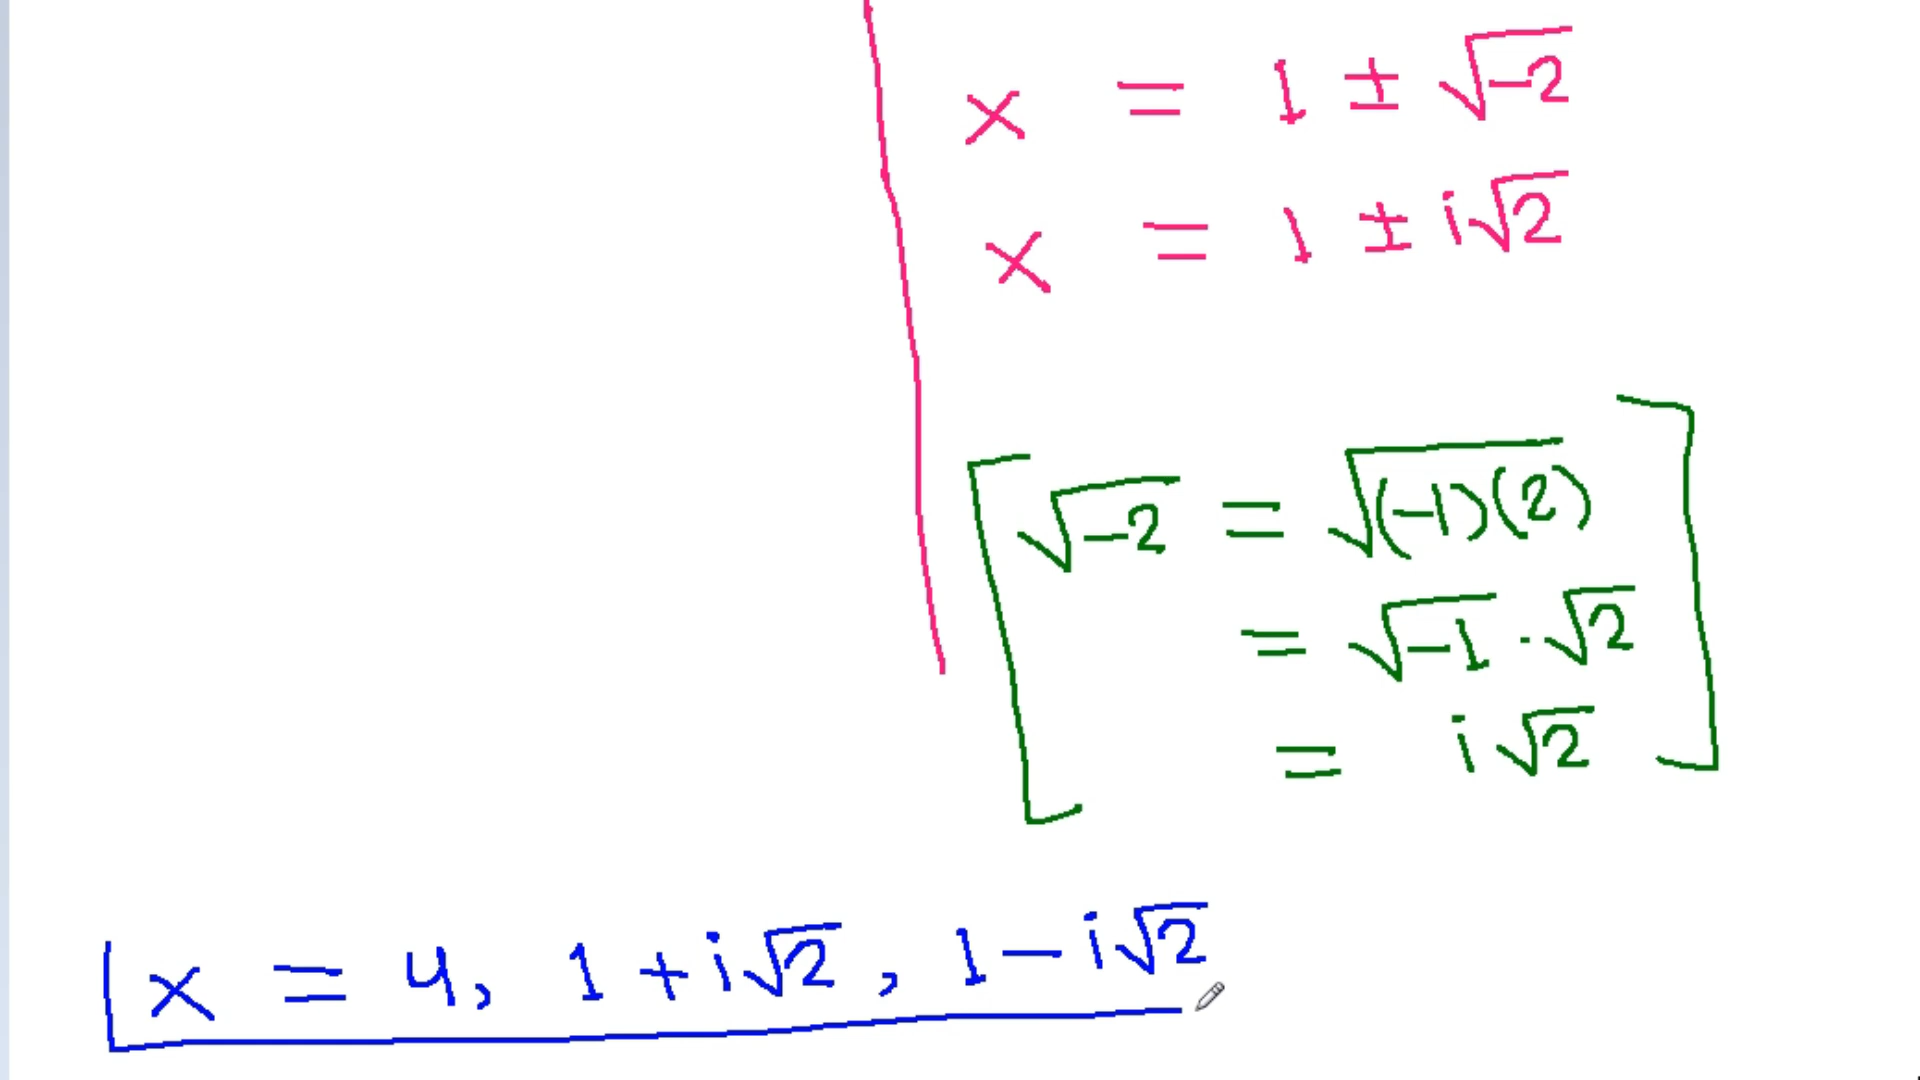 x = 1 ± √-2
x = 1 ± i√2
√-2 = √(-1)(2)
= √-1 · √2
= i√2
x = 4, 1 + i√2, 1 - i√2